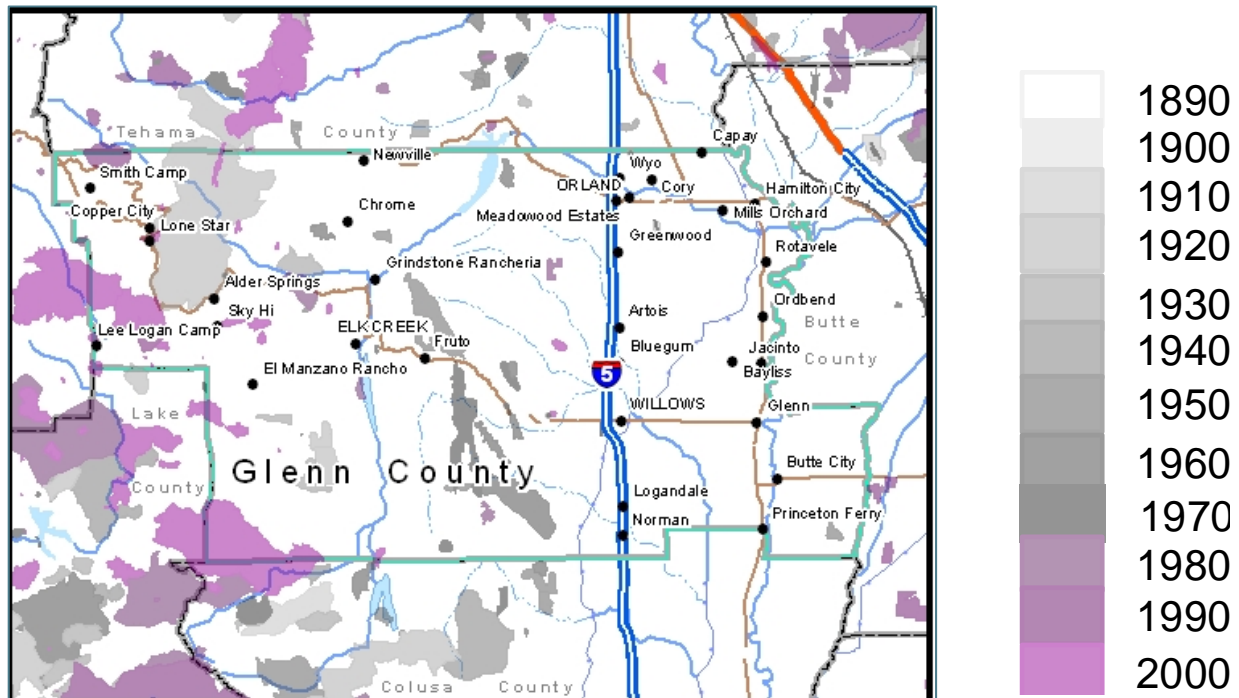 Tehama County
Newville
Capay
Wyo
Smith Camp
ORLAND
Cory
Hamilton City
Copper City
Chrome
Meadowood Estates
Mills Orchard
Lone Star
Greenwood
Rotavele
Grindstone Rancheria
Alder Springs
Sky Hi
Artois
Ordbend
Butte
County
Lee Logan Camp
ELK CREEK
Fruto
Bluegum
Jacinto
Bayliss
El Manzano Rancho
5
Lake
County
WILLOWS
Glenn
Glenn County
Butte City
Logandale
Norman
Princeton Ferry
Colusa County
1890
1900
1910
1920
1930
1940
1950
1960
1970
1980
1990
2000